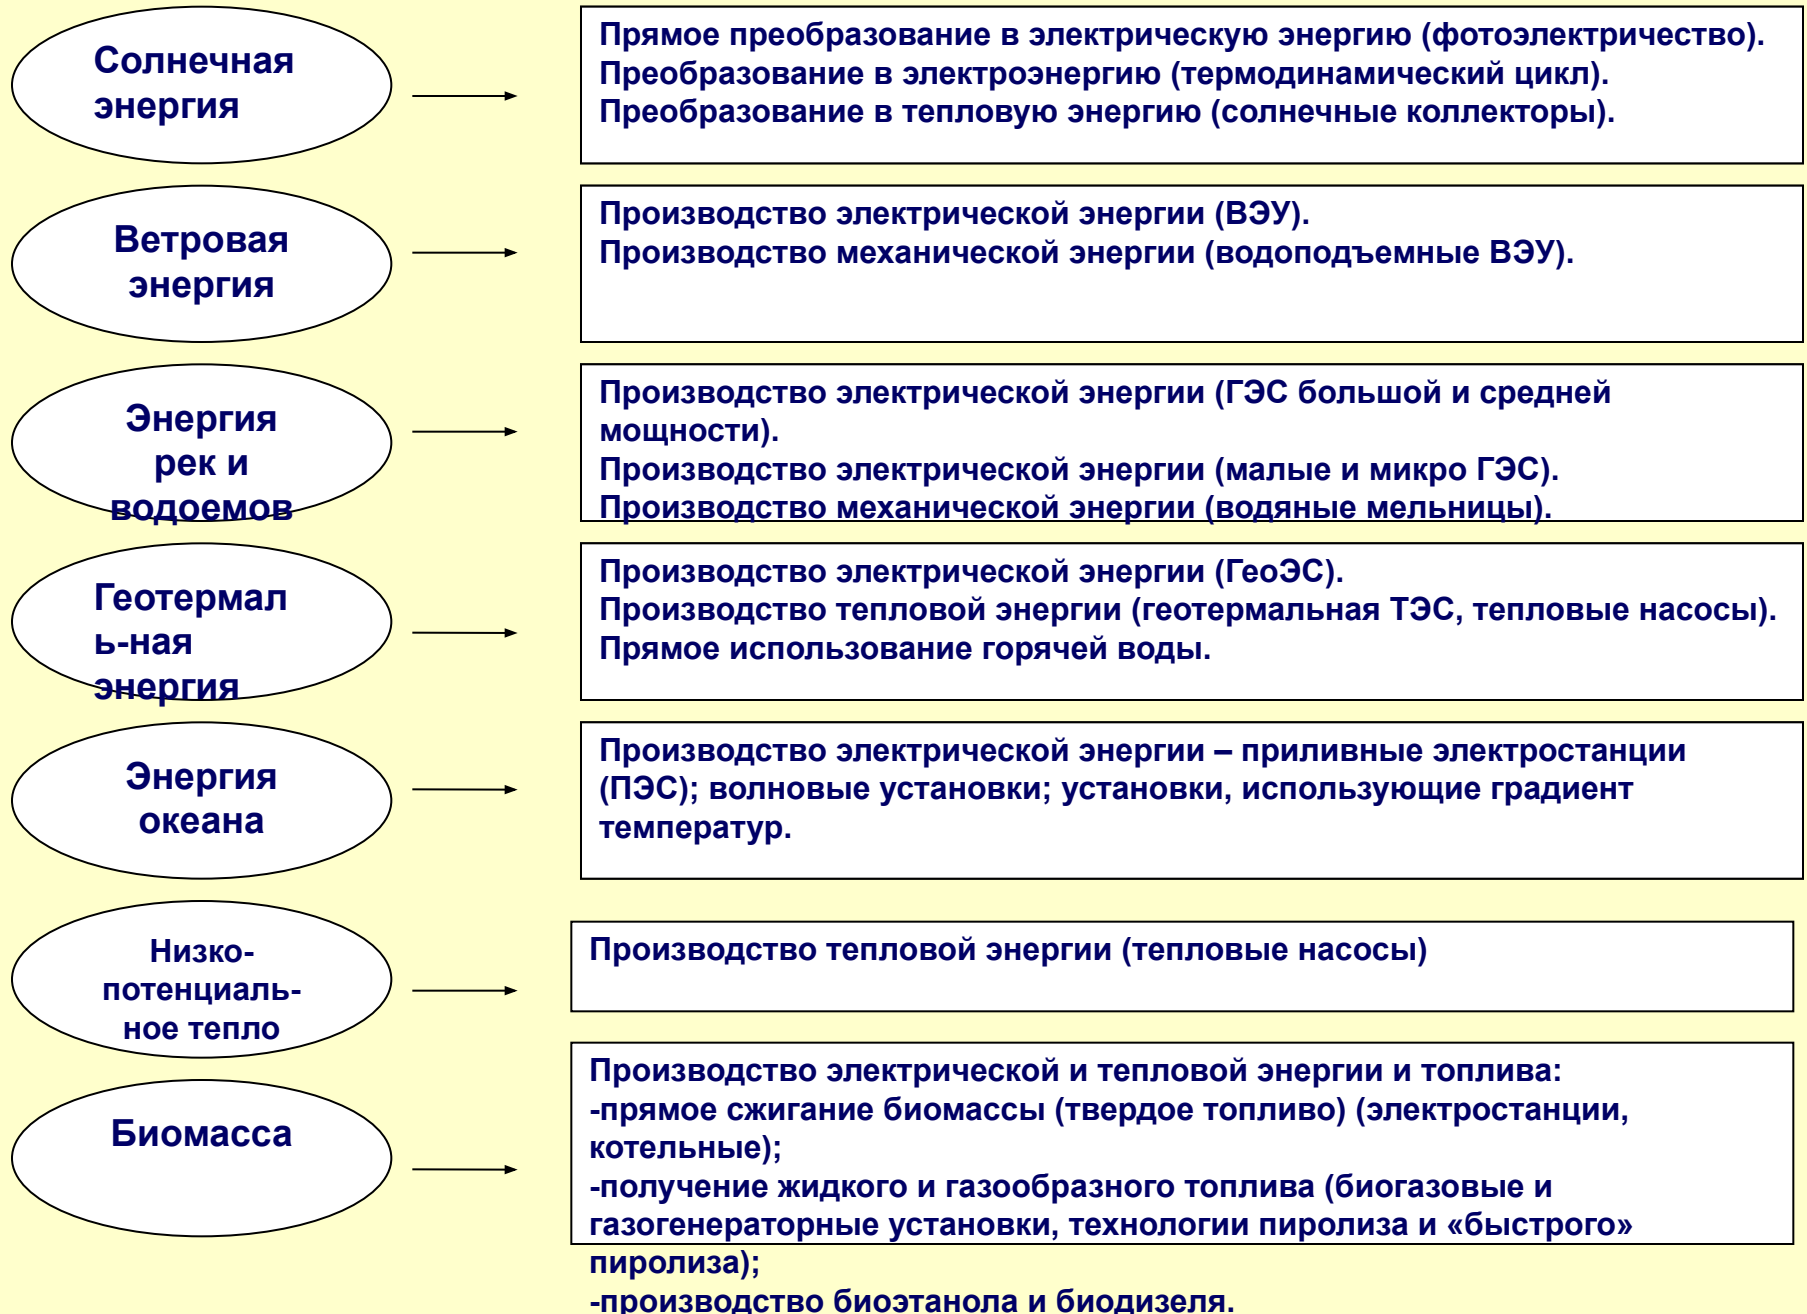 Солнечная
энергия
Прямое преобразование в электрическую энергию (фотоэлектричество).
Преобразование в электроэнергию (термодинамический цикл).
Преобразование в тепловую энергию (солнечные коллекторы).
Ветровая
энергия
Производство электрической энергии (ВЭУ).
Производство механической энергии (водоподъемные ВЭУ).
Энергия
рек и
водоемов
Производство электрической энергии (ГЭС большой и средней
мощности).
Производство электрической энергии (малые и микро ГЭС).
Производство механической энергии (водяные мельницы).
Геотермал
ь-ная
энергия
Производство электрической энергии (ГеоЭС).
Производство тепловой энергии (геотермальная ТЭС, тепловые насосы).
Прямое использование горячей воды.
Энергия
океана
Производство электрической энергии – приливные электростанции
(ПЭС); волновые установки; установки, использующие градиент
температур.
Низко-
потенциаль-
ное тепло
Производство тепловой энергии (тепловые насосы)
Биомасса
Производство электрической и тепловой энергии и топлива:
-прямое сжигание биомассы (твердое топливо) (электростанции,
котельные);
-получение жидкого и газообразного топлива (биогазовые и
газогенераторные установки, технологии пиролиза и «быстрого»
пиролиза);
-производство биоэтанола и биодизеля.